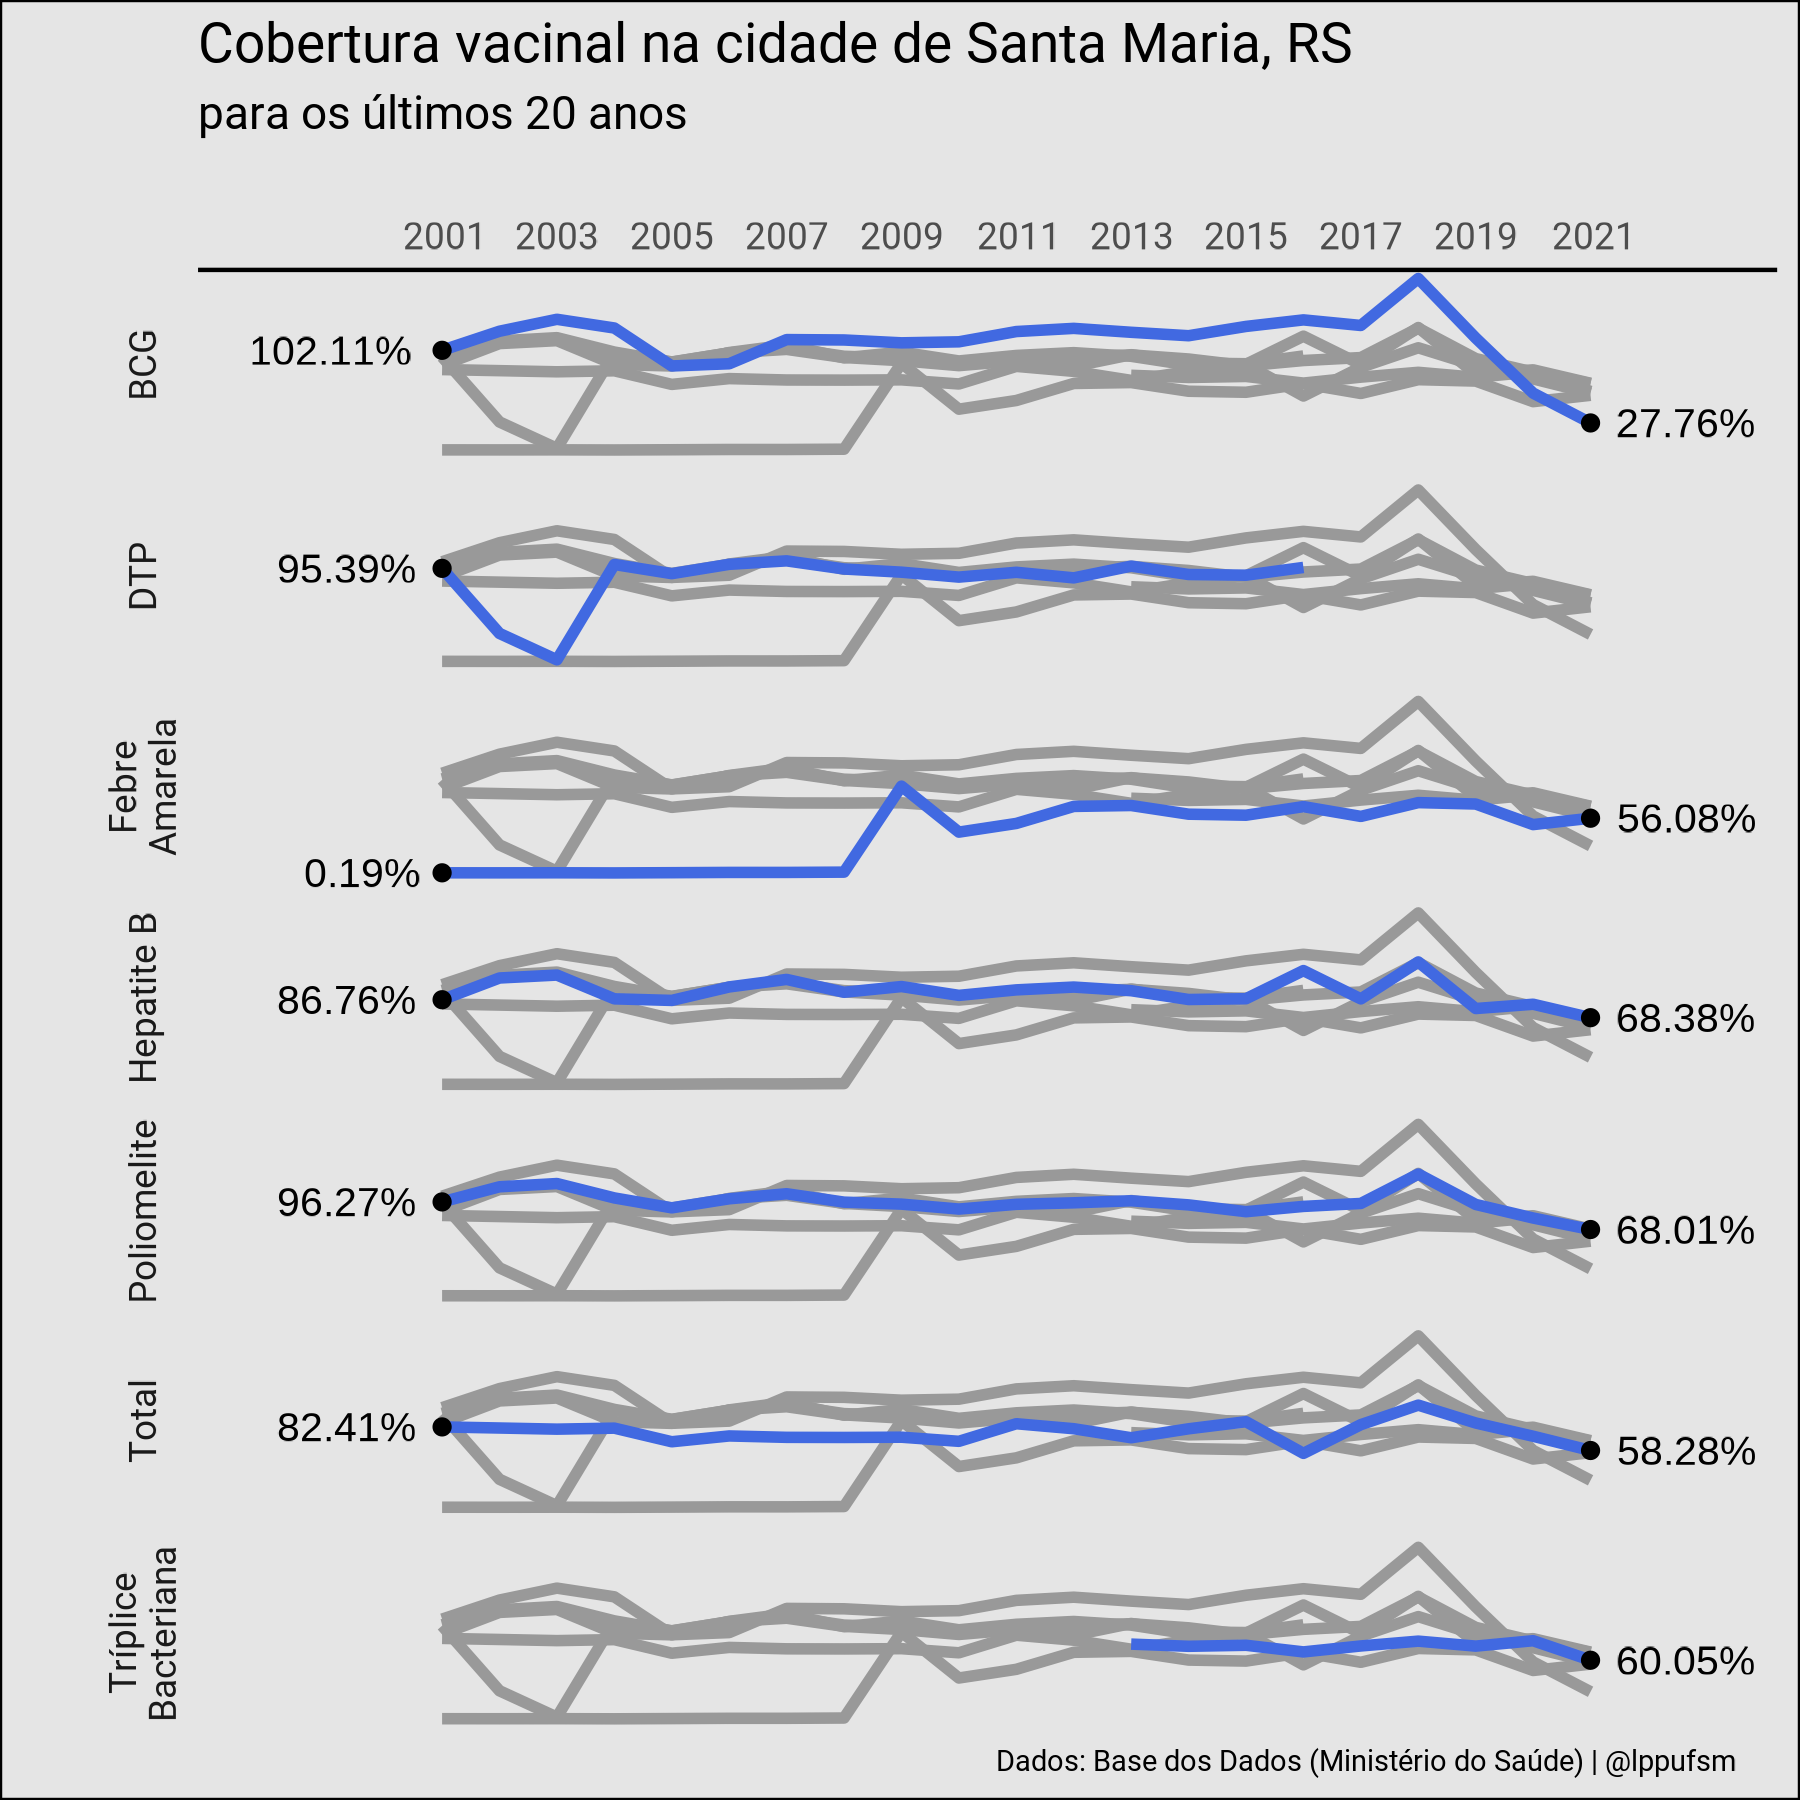 Cobertura vacinal na cidade de Santa Maria, RS
para os últimos 20 anos
2001 2003 2005 2007 2009 2011 2013 2015 2017 2019 2021
BCG
102.11%
27.76%
DTP
95.39%
Febre
Amarela
0.19%
56.08%
Hepatite B
86.76%
68.38%
Poliomelite
96.27%
68.01%
Total
82.41%
58.28%
Tríplice
Bacteriana
60.05%
Dados: Base dos Dados (Ministério do Saúde) | @lppufsm